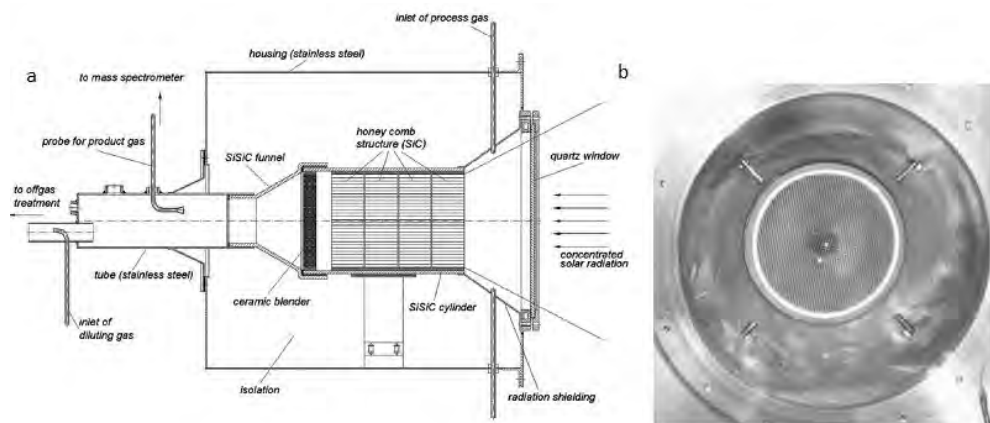 a
b
inlet of process gas
housing (stainless steel)
to mass spectrometer
honey comb
structure (SiC)
probe for product gas
SiSiC funnel
quartz window
to offgas
treatment
concentrated
solar radiation
tube (stainless steel)
ceramic blender
SiSiC cylinder
inlet of
diluting gas
Isolation
radiation shielding